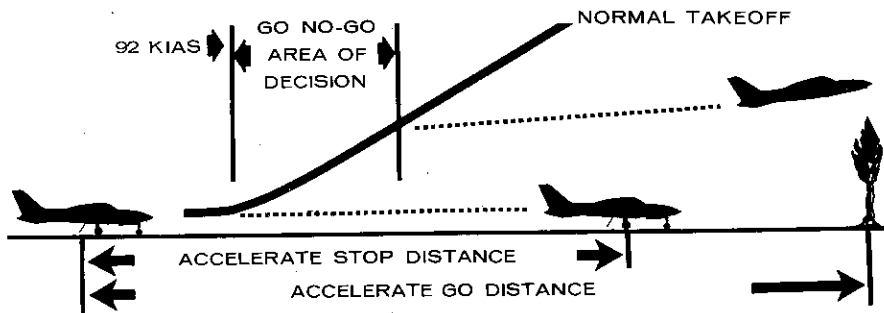 NORMAL TAKEOFF
92 KIAS
GO NO-GO
AREA OF
DECISION
ACCELERATE STOP DISTANCE
ACCELERATE GO DISTANCE